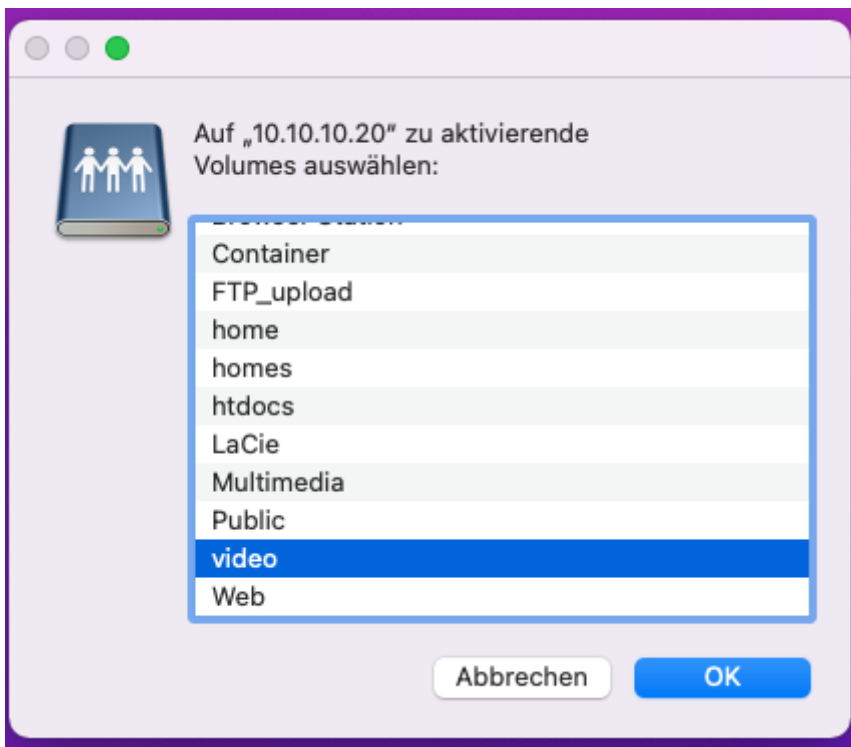 Auf „10.10.10.20“ zu aktivierende
Volumes auswählen:
Container
FTP_upload
home
homes
htdocs
LaCie
Multimedia
Public
video
Web
Abbrechen
OK